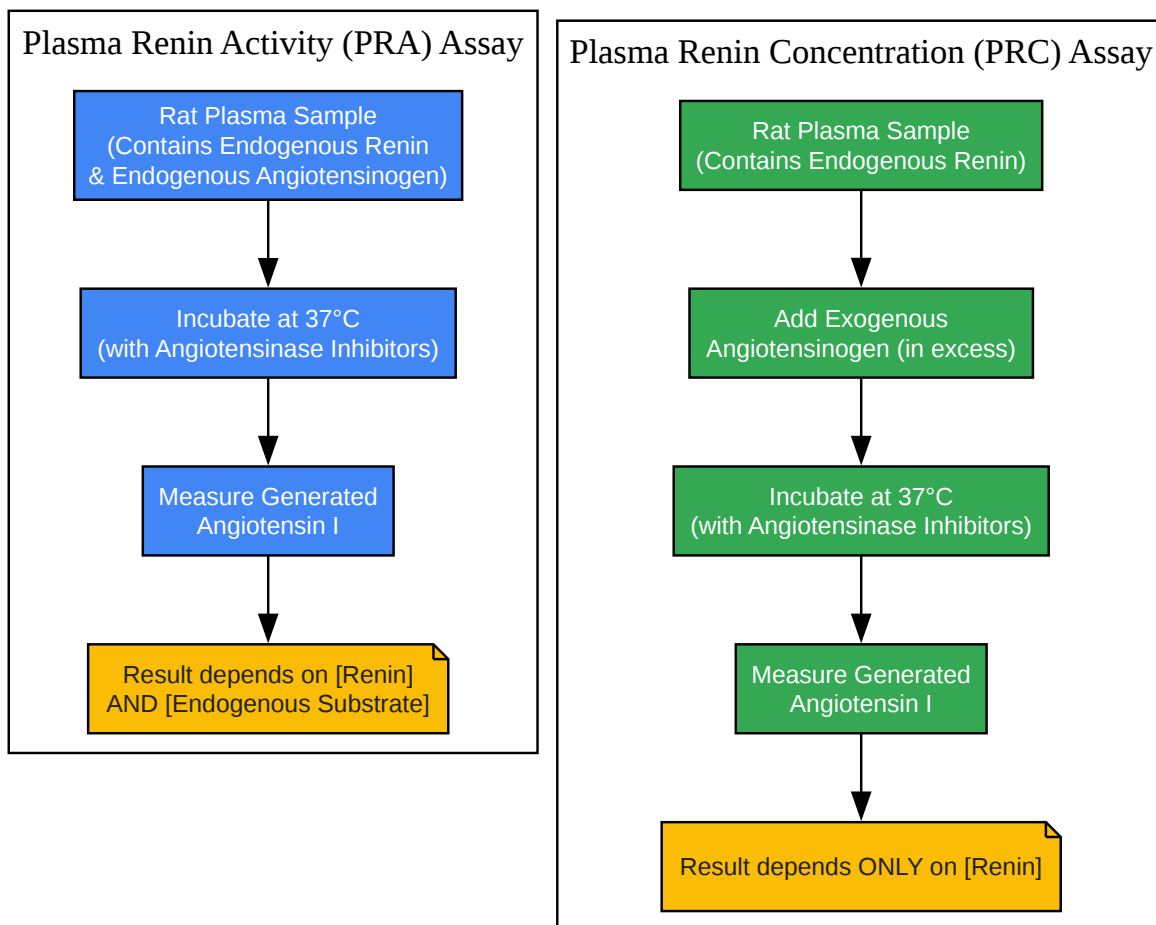 Plasma Renin Activity (PRA) Assay
Rat Plasma Sample
(Contains Endogenous Renin
& Endogenous Angiotensinogen)
Incubate at 37°C
(with Angiotensinase Inhibitors)
Measure Generated
Angiotensin I
Result depends on [Renin]
AND [Endogenous Substrate]
Plasma Renin Concentration (PRC) Assay
Rat Plasma Sample
(Contains Endogenous Renin)
Add Exogenous
Angiotensinogen (in excess)
Incubate at 37°C
(with Angiotensinase Inhibitors)
Measure Generated
Angiotensin I
Result depends ONLY on [Renin]